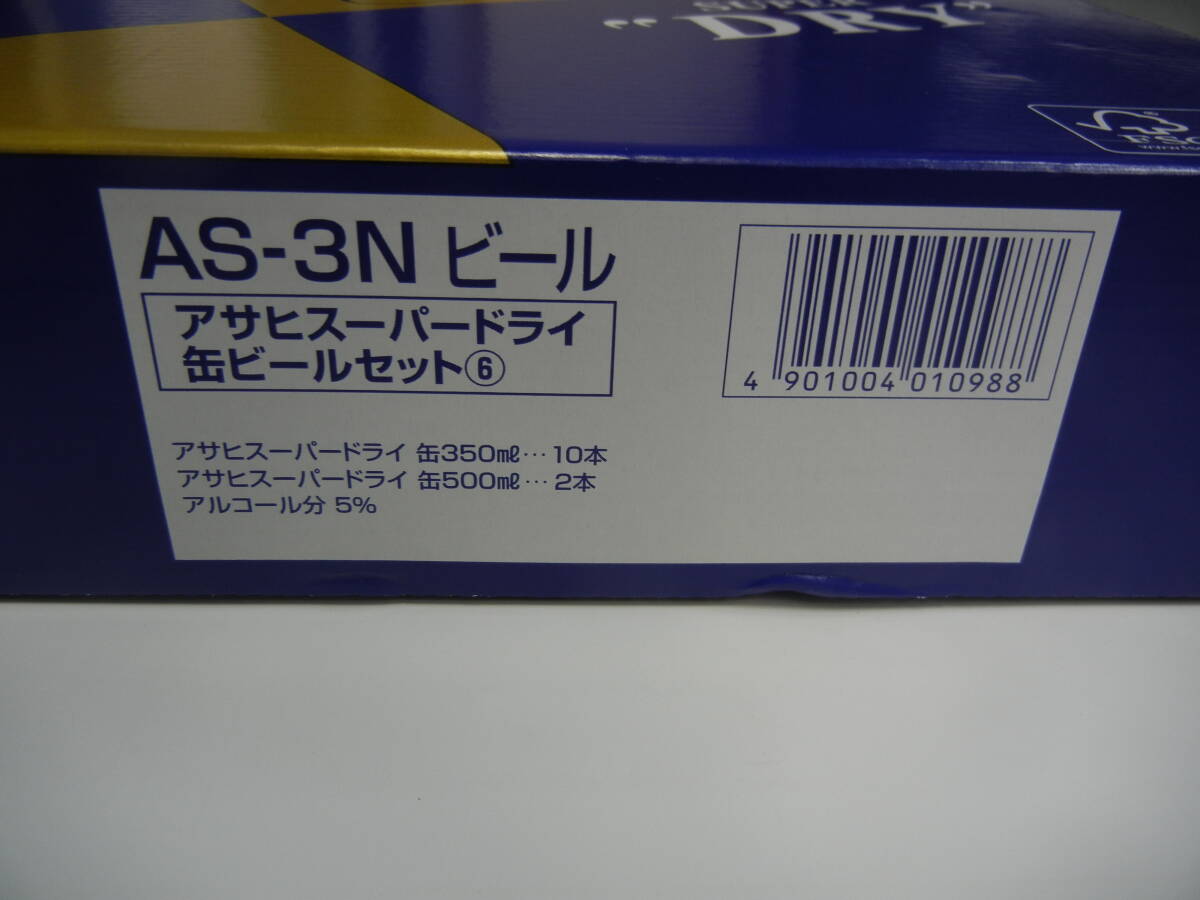 SUPER
"DRY"
FSC
AS-3N ビール
アサヒスーパードライ
缶ビールセット⑥
4 901004 010988
アサヒスーパードライ 缶350㎖…10本
アサヒスーパードライ 缶500㎖…2本
アルコール分 5%